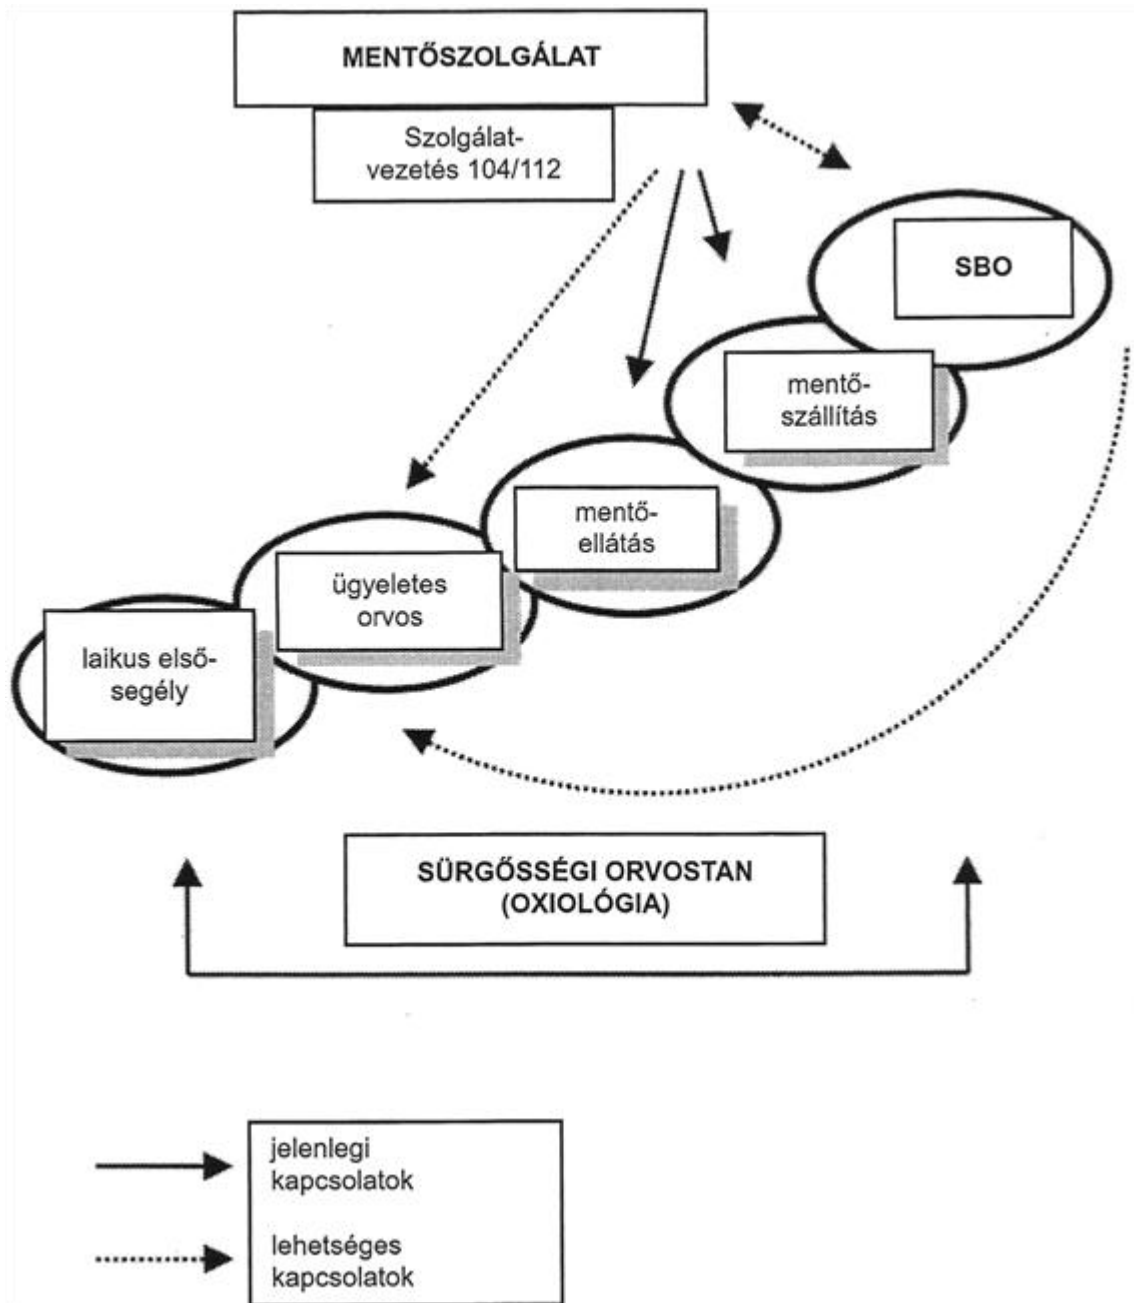 MENTŐSZOLGÁLAT
Szolgálat-
vezetés 104/112
SBO
mentő-
szállítás
mentő-
ellátás
ügyeletes
orvos
laikus első-
segély
SÜRGŐSSÉGI ORVOSTAN
(OXIOLÓGIA)
jelenlegi
kapcsolatok
lehetséges
kapcsolatok